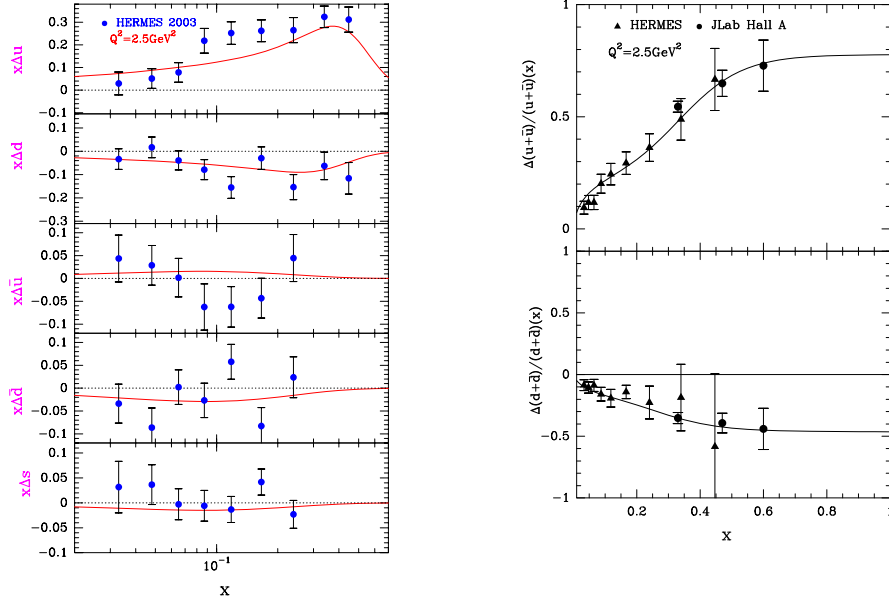 HERMES 2003
Q²=2.5GeV²
xΔu
0.3
0.2
0.1
0
−0.1
xΔd
0.1
0
−0.1
−0.2
−0.3
xΔū
0.1
0.05
0
−0.05
−0.1
xΔd̄
0.05
0
−0.05
−0.1
xΔs
0.1
0.05
0
−0.05
−0.1
10⁻¹
x
HERMES JLab Hall A
Q²=2.5GeV²
Δ(u+ū)/(u+ū)(x)
1
0.5
0
Δ(d+d̄)/(d+d̄)(x)
1
0.5
0
−0.5
−1
0.2 0.4 0.6 0.8 1
x